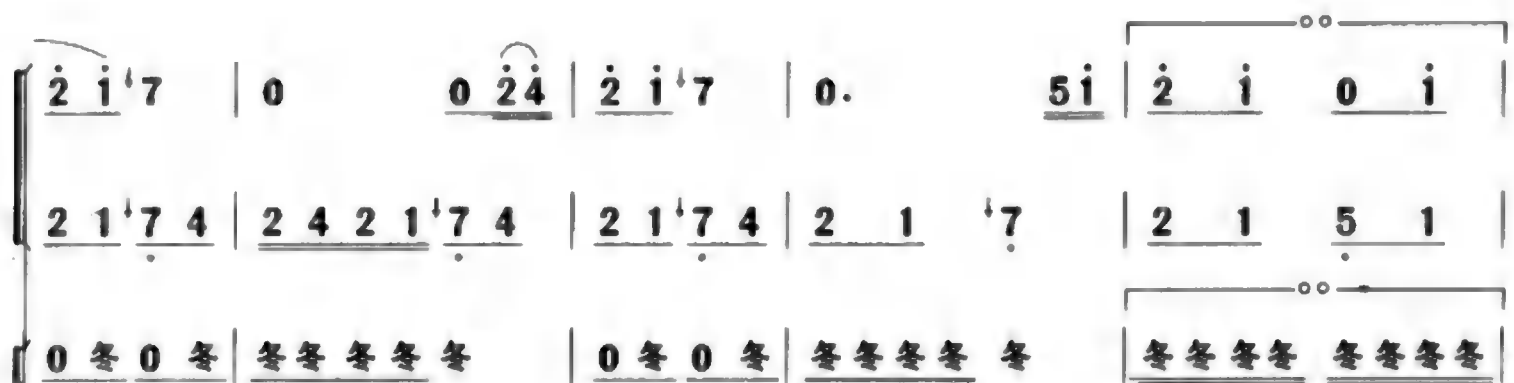 2̇ 1̇ ↓7 | 0 0 2̇4̇ | 2̇ 1̇ ↓7 | 0. 51̇ | 2̇ 1̇ 0 1̇ |
2 1 ↓7̣ 4 | 2 4 2 1 ↓7̣ 4 | 2 1 ↓7̣ 4 | 2 1 ↓7̣ | 2 1 5̣ 1 |
0 冬 0 冬 | 冬冬冬冬 冬 | 0 冬 0 冬 | 冬冬冬冬 冬 | 冬冬冬冬 冬冬冬冬 |